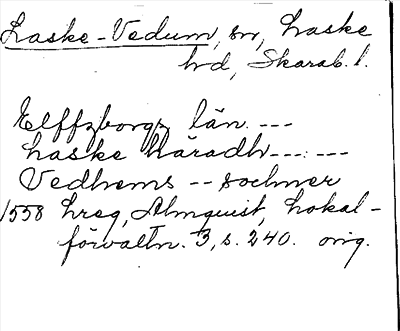 Laske-Vedum, sn, Laske
hd, Skarab. l.
Elffzborgz län. ---
Laske häradh --- : ---
Vedhems -- sochner
1558 hreg, Almquist, Lokal-
förvaltn. 3, s. 240. orig.